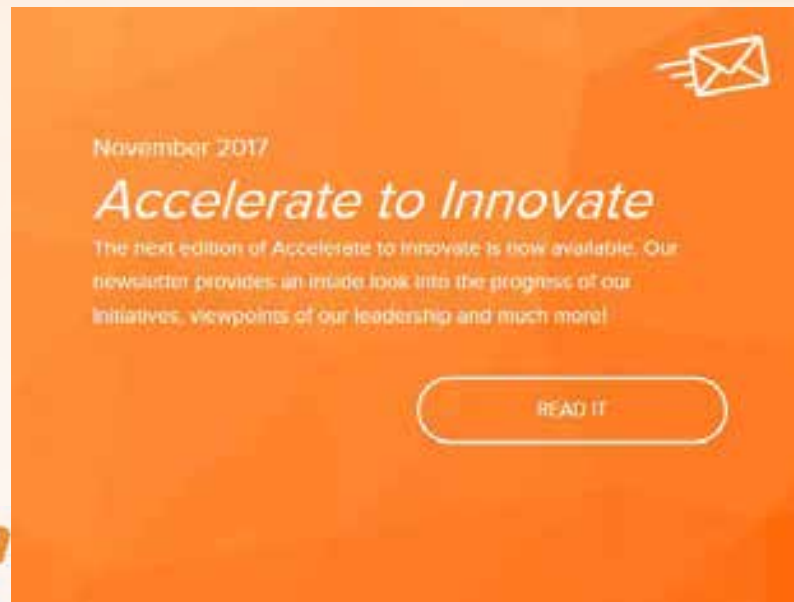 November 2017
Accelerate to Innovate
The next edition of Accelerate to Innovate is now available. Our
newsletter provides an inside look into the progress of our
initiatives, viewpoints of our leadership and much more!
READ IT